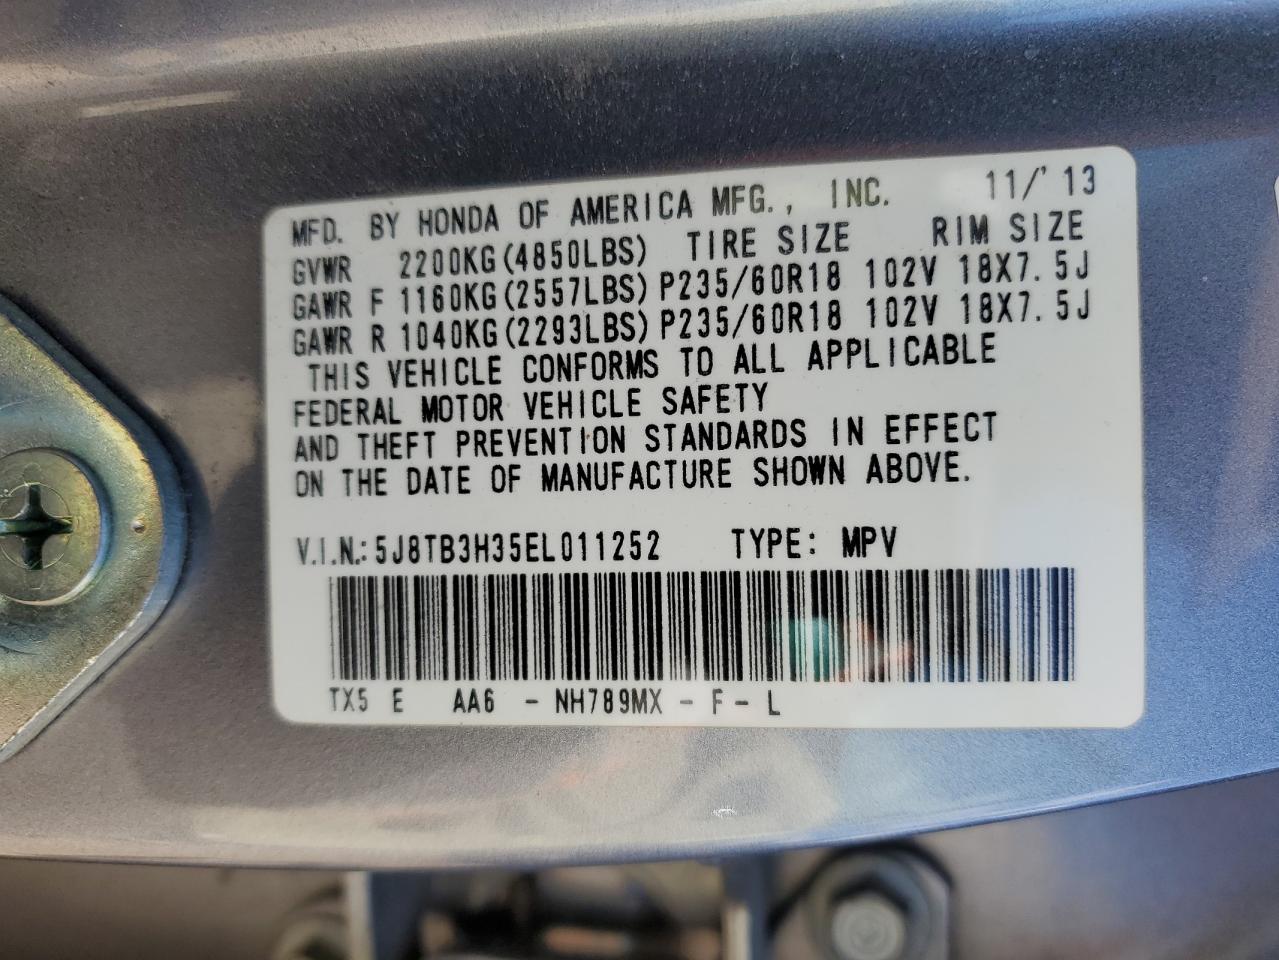 MFD. BY HONDA OF AMERICA MFG., INC. 11/'13
GVWR 2200KG(4850LBS) TIRE SIZE RIM SIZE
GAWR F 1160KG(2557LBS) P235/60R18 102V 18X7.5J
GAWR R 1040KG(2293LBS) P235/60R18 102V 18X7.5J
THIS VEHICLE CONFORMS TO ALL APPLICABLE
FEDERAL MOTOR VEHICLE SAFETY
AND THEFT PREVENTION STANDARDS IN EFFECT
ON THE DATE OF MANUFACTURE SHOWN ABOVE.
V.I.N.: 5J8TB3H35EL011252 TYPE: MPV
TX5 E AA6 - NH789MX - F - L